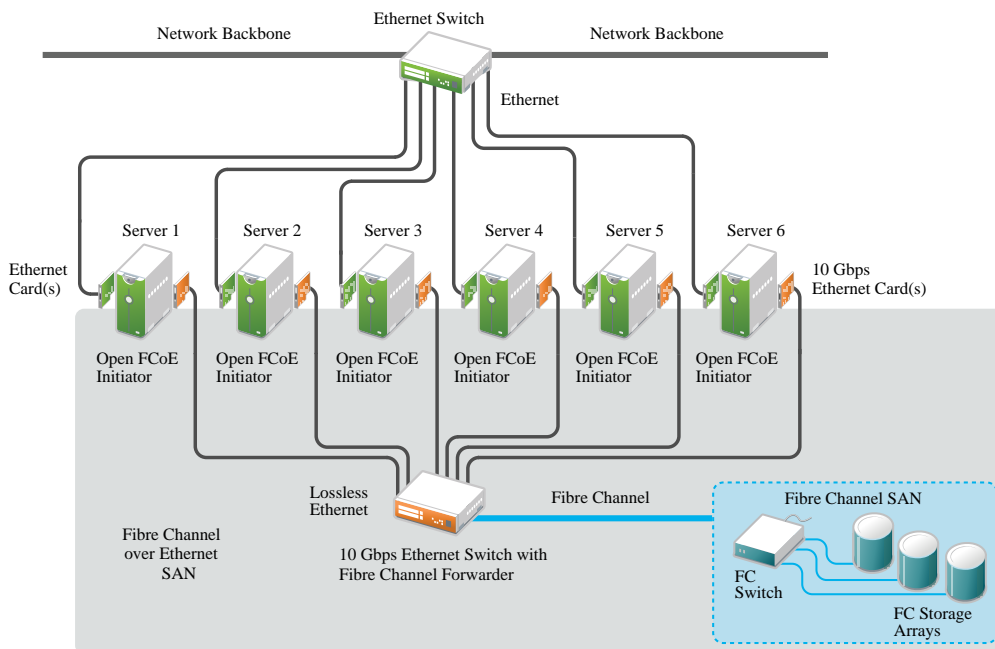 Ethernet Switch
Network Backbone
Network Backbone
Ethernet
Server 1
Server 2
Server 3
Server 4
Server 5
Server 6
Ethernet
Card(s)
10 Gbps
Ethernet Card(s)
Open FCoE
Initiator
Open FCoE
Initiator
Open FCoE
Initiator
Open FCoE
Initiator
Open FCoE
Initiator
Open FCoE
Initiator
Lossless
Ethernet
Fibre Channel
Fibre Channel SAN
Fibre Channel
over Ethernet
SAN
10 Gbps Ethernet Switch with
Fibre Channel Forwarder
FC
Switch
FC Storage
Arrays